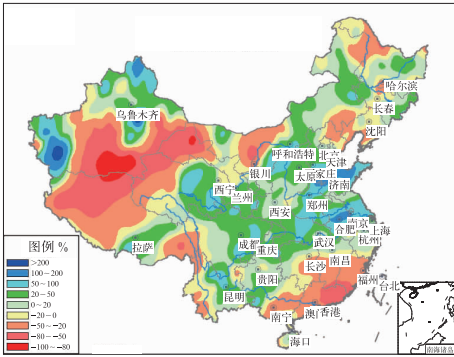 哈尔滨
乌鲁木齐
长春
沈阳
呼和浩特
北京
天津
银川
太原
家庄
济南
西宁
兰州
西安
郑州
南京
合肥
上海
杭州
拉萨
成都
重庆
武汉
南昌
长沙
贵阳
福州
台北
昆明
南宁
澳门
香港
海口
图例 %
>200
100~200
50~100
20~50
0~20
-20~0
-50~-20
-80~-50
-100~-80
南海诸岛